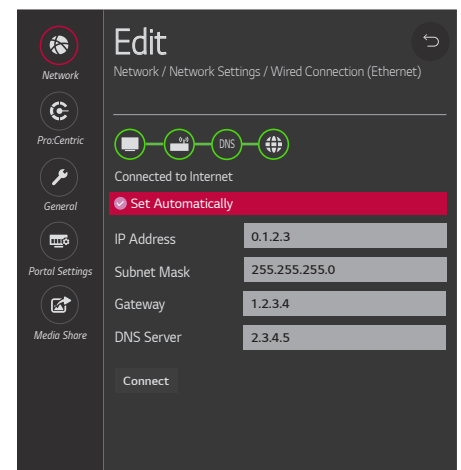 Edit
Network / Network Settings / Wired Connection (Ethernet)
Network
Pro:Centric
General
Portal Settings
Media Share
DNS
Connected to Internet
Set Automatically
IP Address 0.1.2.3
Subnet Mask 255.255.255.0
Gateway 1.2.3.4
DNS Server 2.3.4.5
Connect